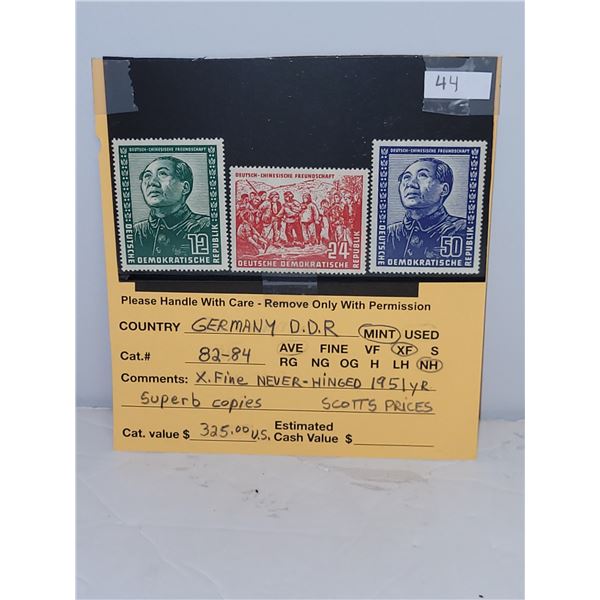 44
DEUTSCH-CHINESISCHE FREUNDSCHAFT
12
DEUTSCHE DEMOKRATISCHE REPUBLIK
DEUTSCH-CHINESISCHE FREUNDSCHAFT
24
DEUTSCHE DEMOKRATISCHE REPUBLIK
DEUTSCH-CHINESISCHE FREUNDSCHAFT
50
DEUTSCHE DEMOKRATISCHE REPUBLIK
Please Handle With Care - Remove Only With Permission
COUNTRY GERMANY D.D.R MINT USED
Cat.# 82-84 AVE FINE VF XF S
RG NG OG H LH NH
Comments: X.Fine NEVER-HINGED 1951 yR
Superb copies SCOTTS PRICES
Cat. value $ 325.00 U.S. Estimated Cash Value $